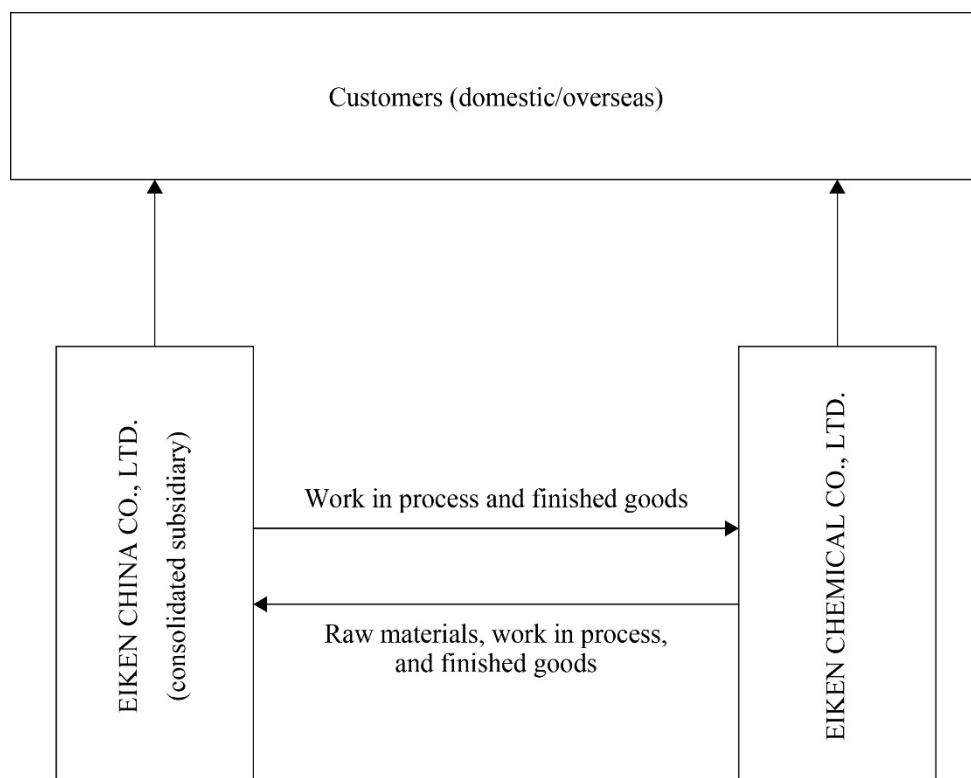 Customers (domestic/overseas)
EIKEN CHINA CO., LTD.
(consolidated subsidiary)
Work in process and finished goods
Raw materials, work in process,
and finished goods
EIKEN CHEMICAL CO., LTD.